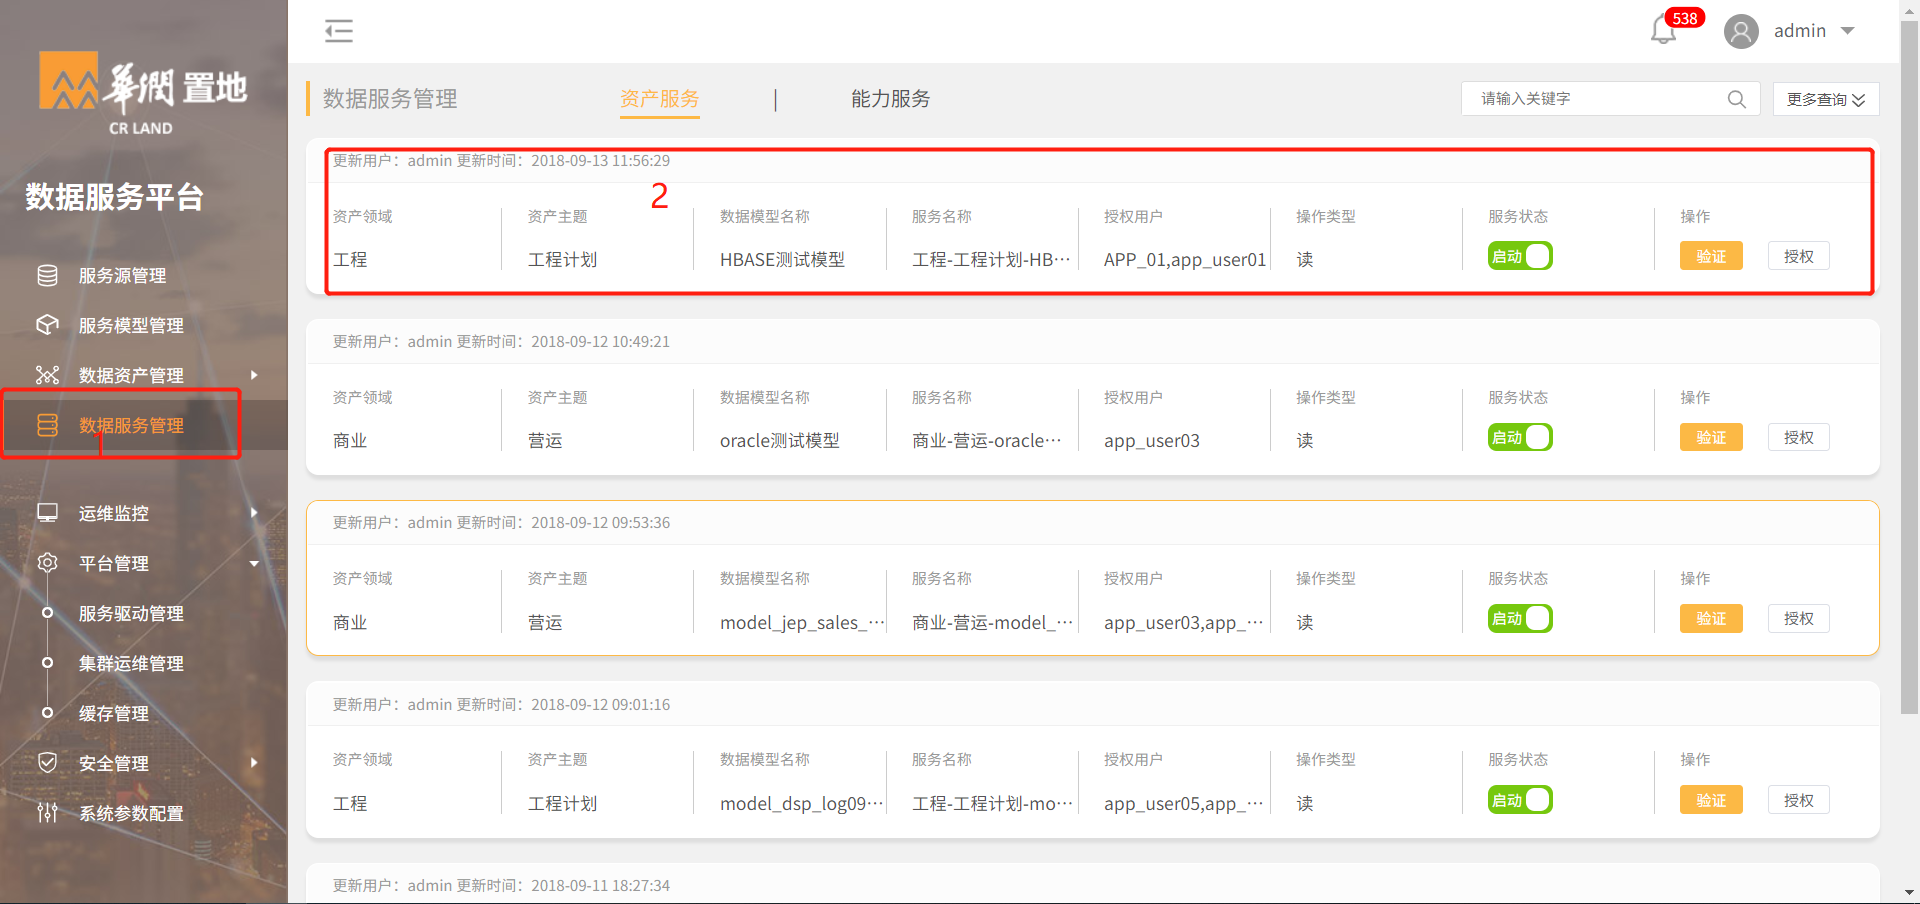 華潤 置地
CR LAND
数据服务平台
服务源管理
服务模型管理
数据资产管理
数据服务管理
1
运维监控
平台管理
服务驱动管理
集群运维管理
缓存管理
安全管理
系统参数配置
538
admin
数据服务管理
资产服务 | 能力服务
请输入关键字
更多查询
更新用户：admin 更新时间：2018-09-13 11:56:29
2
资产领域 资产主题 数据模型名称 服务名称 授权用户 操作类型 服务状态 操作
工程 工程计划 HBASE测试模型 工程-工程计划-HB··· APP_01,app_user01 读 启动 验证 授权
更新用户：admin 更新时间：2018-09-12 10:49:21
资产领域 资产主题 数据模型名称 服务名称 授权用户 操作类型 服务状态 操作
商业 营运 oracle测试模型 商业-营运-oracle··· app_user03 读 启动 验证 授权
更新用户：admin 更新时间：2018-09-12 09:53:36
资产领域 资产主题 数据模型名称 服务名称 授权用户 操作类型 服务状态 操作
商业 营运 model_jep_sales_··· 商业-营运-model_··· app_user03,app_··· 读 启动 验证 授权
更新用户：admin 更新时间：2018-09-12 09:01:16
资产领域 资产主题 数据模型名称 服务名称 授权用户 操作类型 服务状态 操作
工程 工程计划 model_dsp_log09··· 工程-工程计划-mo··· app_user05,app_··· 读 启动 验证 授权
更新用户：admin 更新时间：2018-09-11 18:27:34